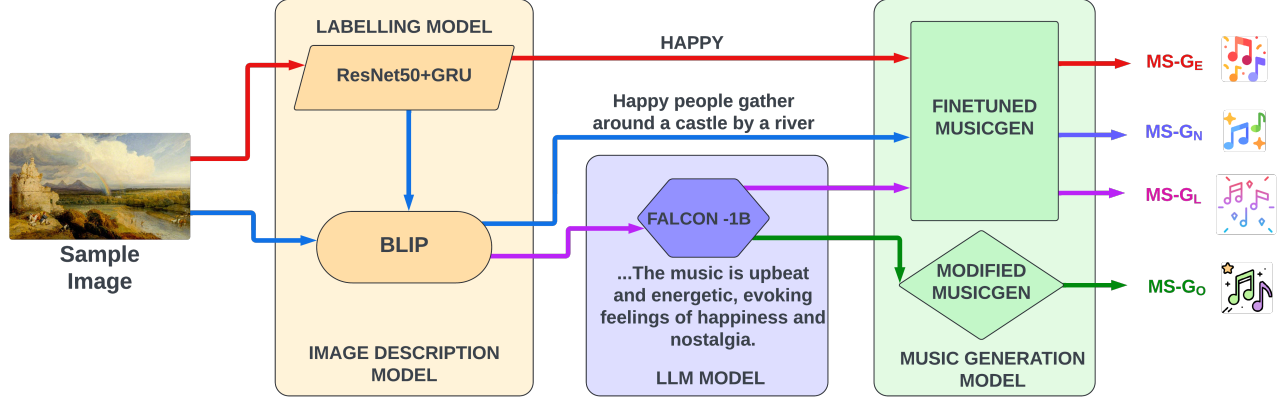 LABELLING MODEL
ResNet50+GRU
HAPPY
Happy people gather
around a castle by a river
FINETUNED
MUSICGEN
MS-GE
MS-GN
MS-GL
Sample
Image
BLIP
FALCON -1B
...The music is upbeat
and energetic, evoking
feelings of happiness and
nostalgia.
MODIFIED
MUSICGEN
MS-GO
IMAGE DESCRIPTION
MODEL
LLM MODEL
MUSIC GENERATION
MODEL